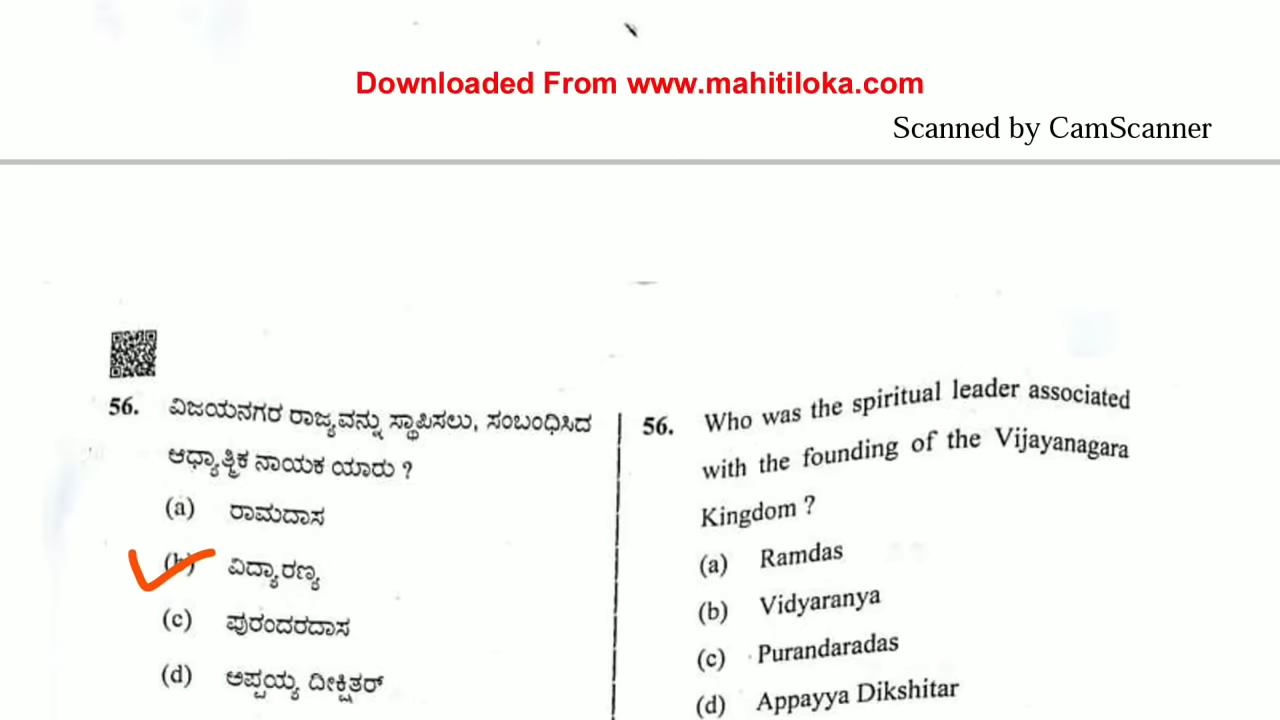 Downloaded From www.mahitiloka.com
Scanned by CamScanner
56. ವಿಜಯನಗರ ರಾಜ್ಯವನ್ನು ಸ್ಥಾಪಿಸಲು, ಸಂಬಂಧಿಸಿದ
ಆಧ್ಯಾತ್ಮಿಕ ನಾಯಕ ಯಾರು ?
(a) ರಾಮದಾಸ
(b) ವಿದ್ಯಾರಣ್ಯ
(c) ಪುರಂದರದಾಸ
(d) ಅಪ್ಪಯ್ಯ ದೀಕ್ಷಿತರ್
56. Who was the spiritual leader associated
with the founding of the Vijayanagara
Kingdom ?
(a) Ramdas
(b) Vidyaranya
(c) Purandaradas
(d) Appayya Dikshitar